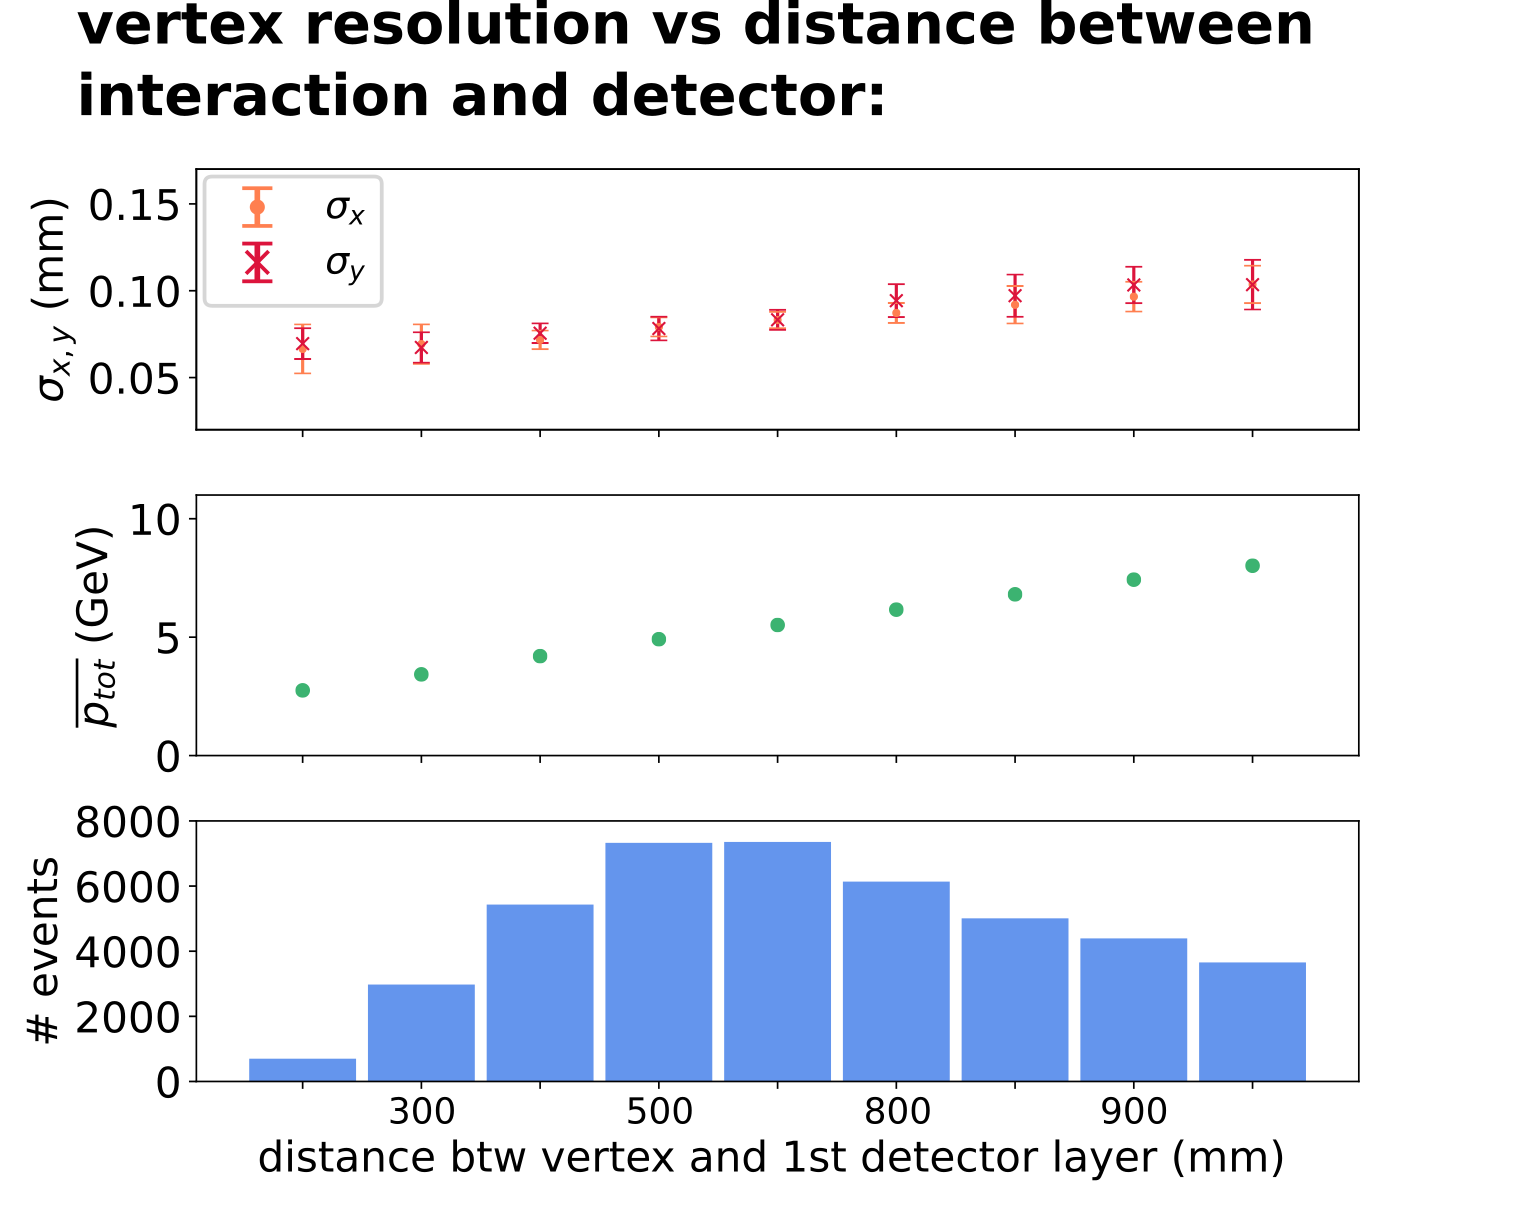 vertex resolution vs distance between
interaction and detector:
σx
σy
σx, y (mm)
0.15
0.10
0.05
ptot (GeV)
10
5
0
# events
8000
6000
4000
2000
0
300 500 800 900
distance btw vertex and 1st detector layer (mm)